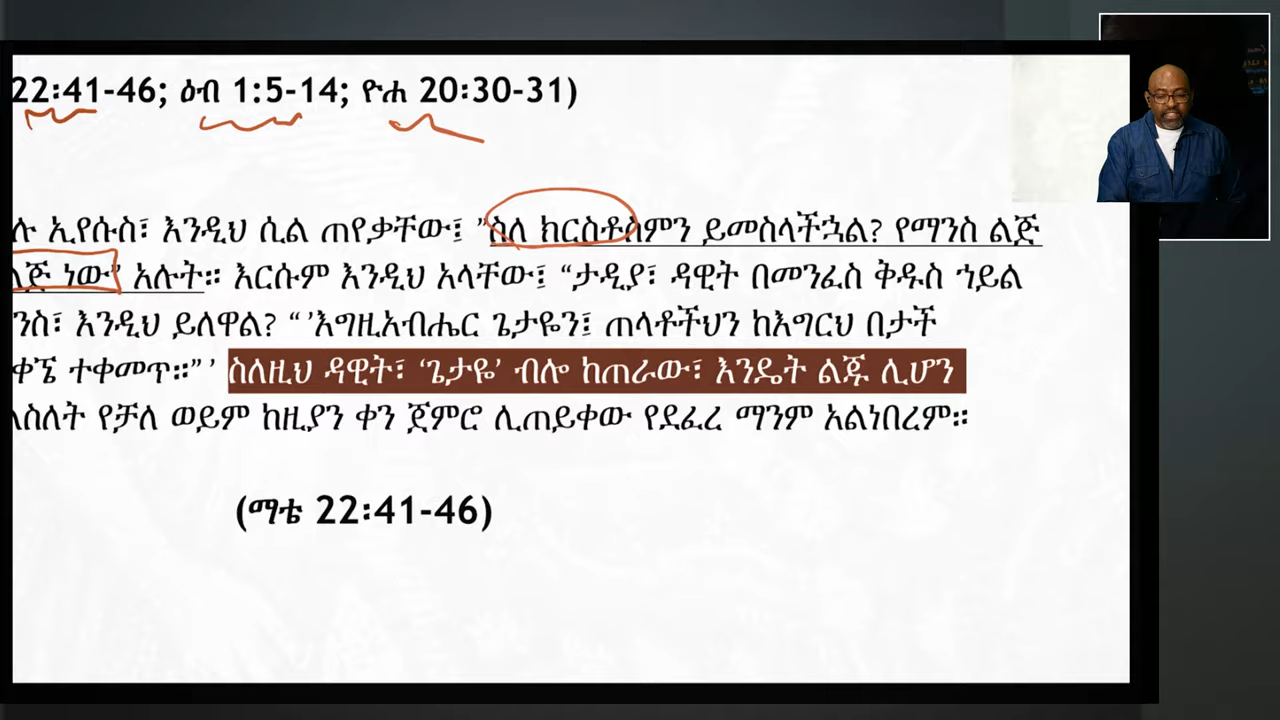 22፡41-46; ዕብ 1:5-14; ዮሐ 20፡30-31)
ሉ ኢየሱስ፣ እንዲህ ሲል ጠየቃቸው፤ ”ስለ ክርስቶስምን ይመስላችኋል? የማንስ ልጅ
ልጅ ነው” አሉት። እርሱም እንዲህ አላቸው፤ “ታዲያ፣ ዳዊት በመንፈስ ቅዱስ ኀይል
ንስ፣ እንዲህ ይለዋል? “ ’እግዚአብሔር ጌታዬን፤ ጠላቶችህን ከእግርህ በታች
ቀኜ ተቀመጥ።”’ ስለዚህ ዳዊት፣ ‘ጌታዬ’ ብሎ ከጠራው፣ እንዴት ልጁ ሊሆን
ስለት የቻለ ወይም ከዚያን ቀን ጀምሮ ሊጠይቀው የደፈረ ማንም አልነበረም።
(ማቴ 22፡41-46)